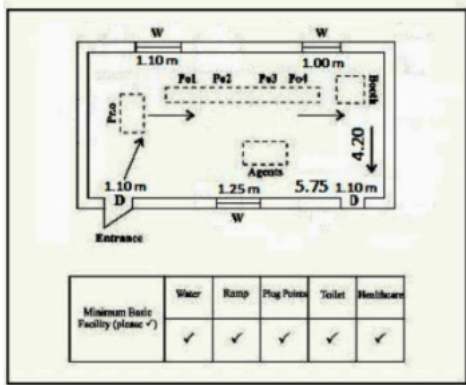 W W
1.10 m 1.00 m
Po1 Po2 Po3 Po4
Pro
Booth
4.20
Agents
1.10 m 1.25 m 5.75 1.10 m
D W D
Entrance
Minimum Basic Facility (please ✓) Water Ramp Plug Points Toilet Healthcare
✓ ✓ ✓ ✓ ✓